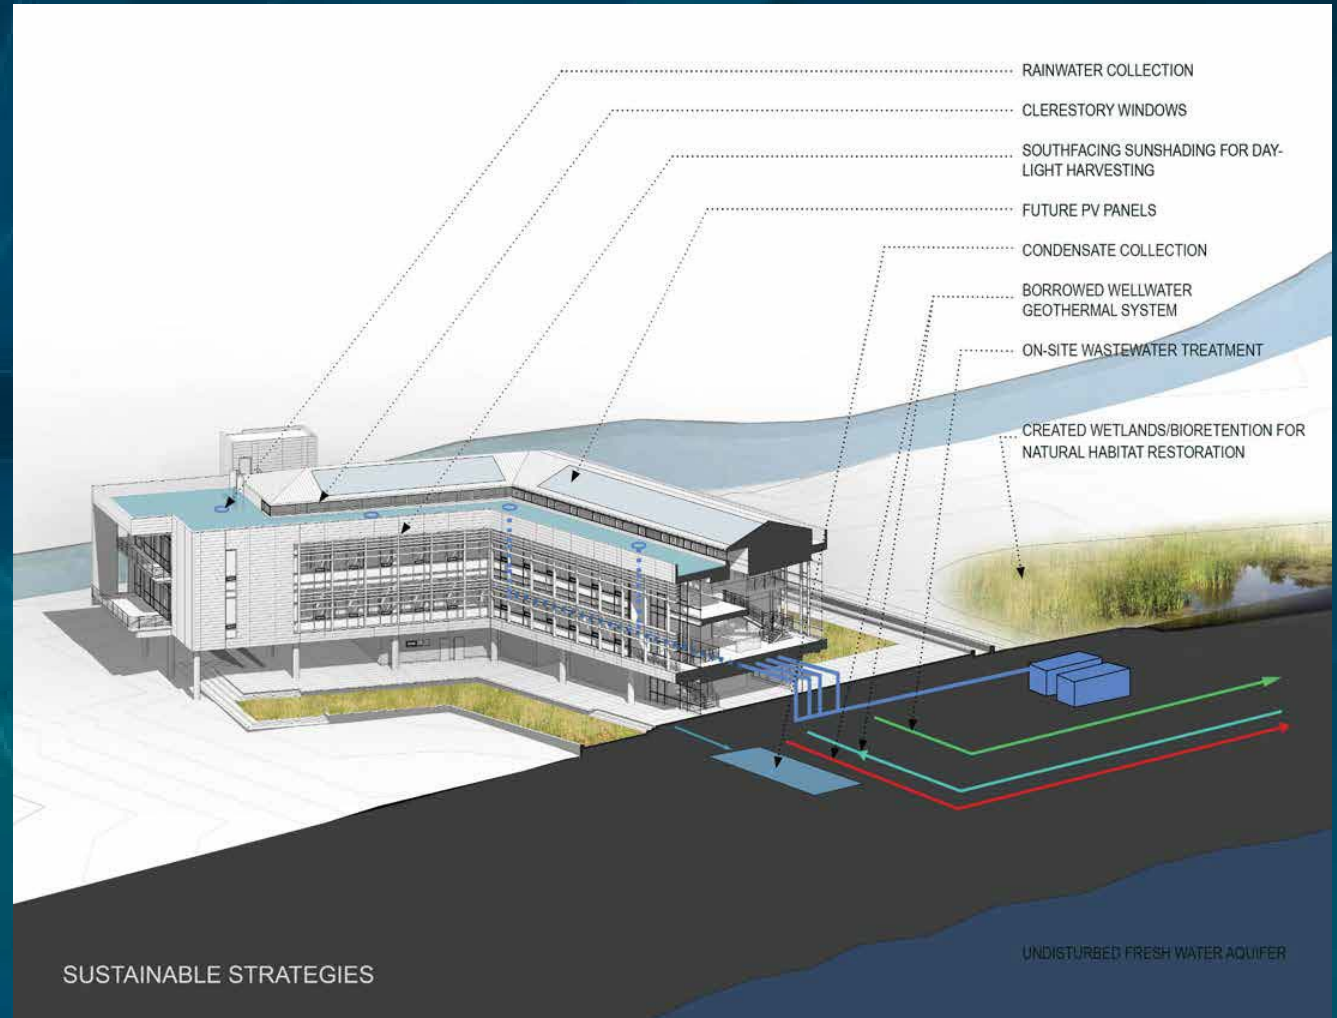 RAINWATER COLLECTION
CLERESTORY WINDOWS
SOUTHFACING SUNSHADING FOR DAY-
LIGHT HARVESTING
FUTURE PV PANELS
CONDENSATE COLLECTION
BORROWED WELLWATER
GEOTHERMAL SYSTEM
ON-SITE WASTEWATER TREATMENT
CREATED WETLANDS/BIORETENTION FOR
NATURAL HABITAT RESTORATION
UNDISTURBED FRESH WATER AQUIFER
SUSTAINABLE STRATEGIES